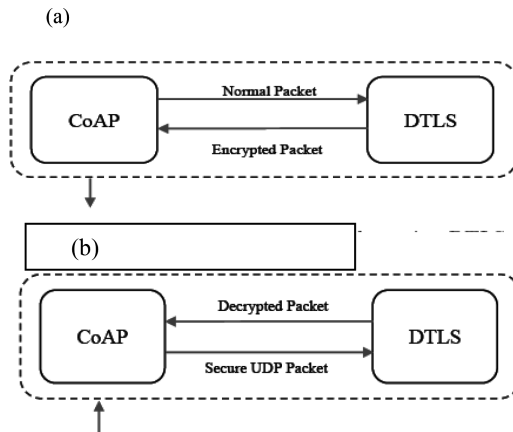 (a)
Normal Packet
CoAP
DTLS
Encrypted Packet
(b)
Decrypted Packet
CoAP
DTLS
Secure UDP Packet